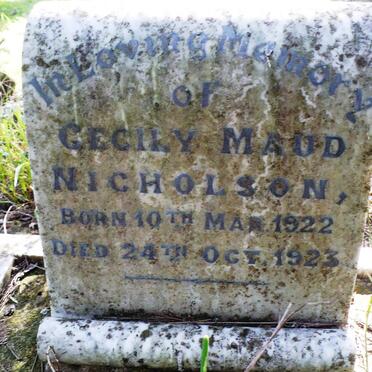 In Loving Memory
OF
CECILY MAUD
NICHOLSON,
BORN 10TH MAR. 1922
DIED 24TH OCT. 1923.